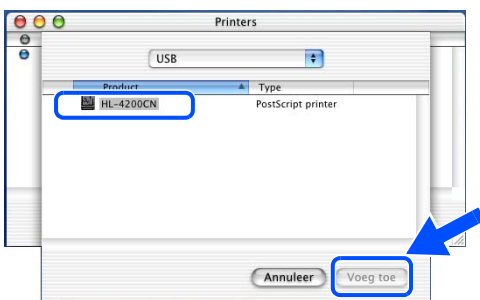 Printers
USB
Product Type
HL-4200CN PostScript printer
Annuleer Voeg toe